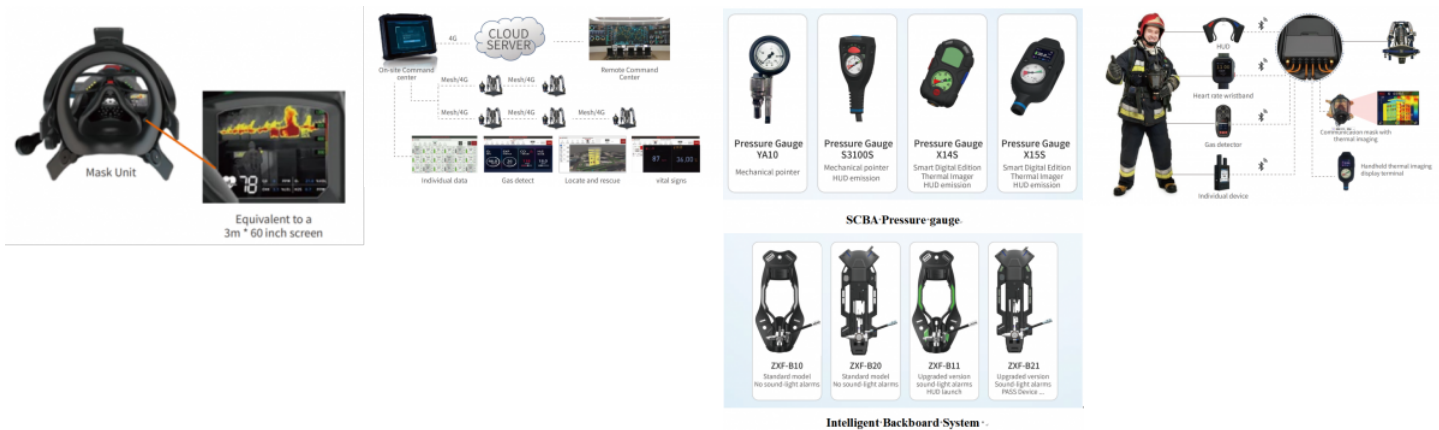 Mask Unit
Equivalent to a
3m * 60 inch screen
4G
CLOUD
SERVER
On-site Command
center
Remote Command
Center
Mesh/4G
Mesh/4G
Mesh/4G
Mesh/4G
Mesh/4G
Individual data
Gas detect
Locate and rescue
vital signs
Pressure Gauge
YA10
Mechanical pointer
Pressure Gauge
S3100S
Mechanical pointer
HUD emission
Pressure Gauge
X14S
Smart Digital Edition
Thermal Imager
HUD emission
Pressure Gauge
X15S
Smart Digital Edition
Thermal Imager
HUD emission
SCBA Pressure gauge
ZXF-B10
Standard model
No sound-light alarms
ZXF-B20
Standard model
No sound-light alarms
ZXF-B11
Upgraded version
sound-light alarms
HUD launch
ZXF-B21
Upgraded version
Sound-light alarms
PASS Device ...
Intelligent Backboard System
HUD
Heart rate wristband
Gas detector
Individual device
Communication mask with
thermal imaging
Handheld thermal imaging
display terminal